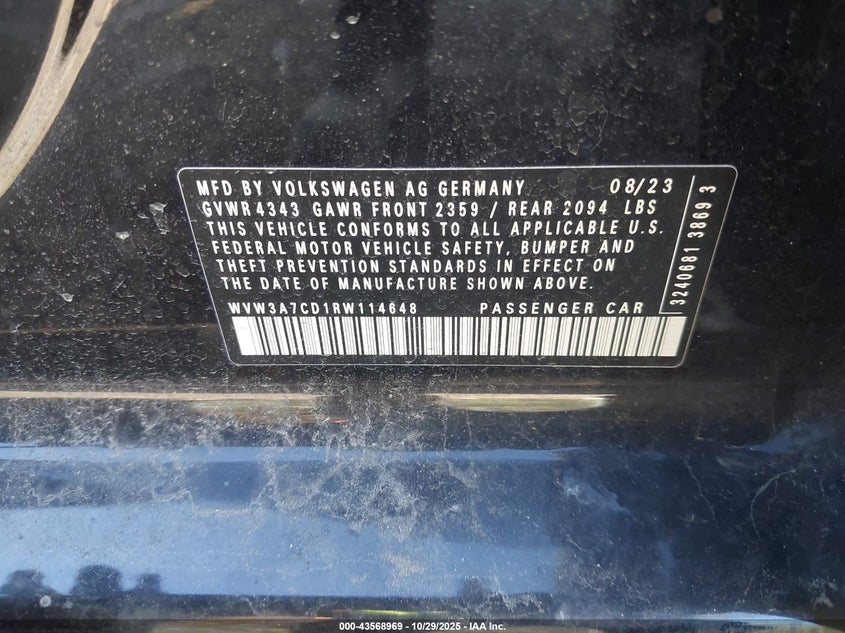 MFD BY VOLKSWAGEN AG GERMANY 08/23
GVWR 4343 GAWR FRONT 2359 / REAR 2094 LBS
THIS VEHICLE CONFORMS TO ALL APPLICABLE U.S.
FEDERAL MOTOR VEHICLE SAFETY, BUMPER AND
THEFT PREVENTION STANDARDS IN EFFECT ON
THE DATE OF MANUFACTURE SHOWN ABOVE.
WVW3A7CD1RW114648 PASSENGER CAR
3240681 3869 3
000-43568969 - 10/29/2025 - IAA Inc.